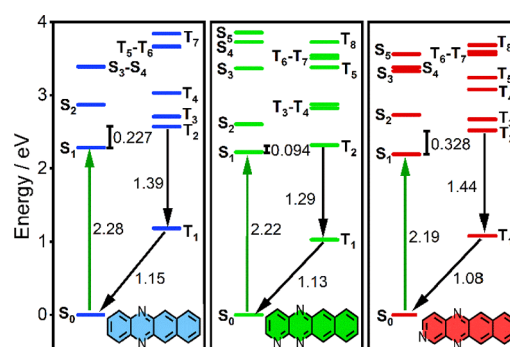 Energy / eV
4
3
2
1
0
T₇
T₅-T₆
S₃-S₄
T₄
S₂
T₃
T₂
0.227
S₁
1.39
2.28
T₁
1.15
S₀
N
N
S₅
S₄
T₈
T₆-T₇
S₃
T₅
T₃-T₄
S₂
T₂
S₁
0.094
1.29
2.22
T₁
1.13
S₀
N
N
N
S₅
T₈
T₆-T₇
S₃
S₄
S₂
0.328
S₁
1.44
2.19
1.08
S₀
N
N
N